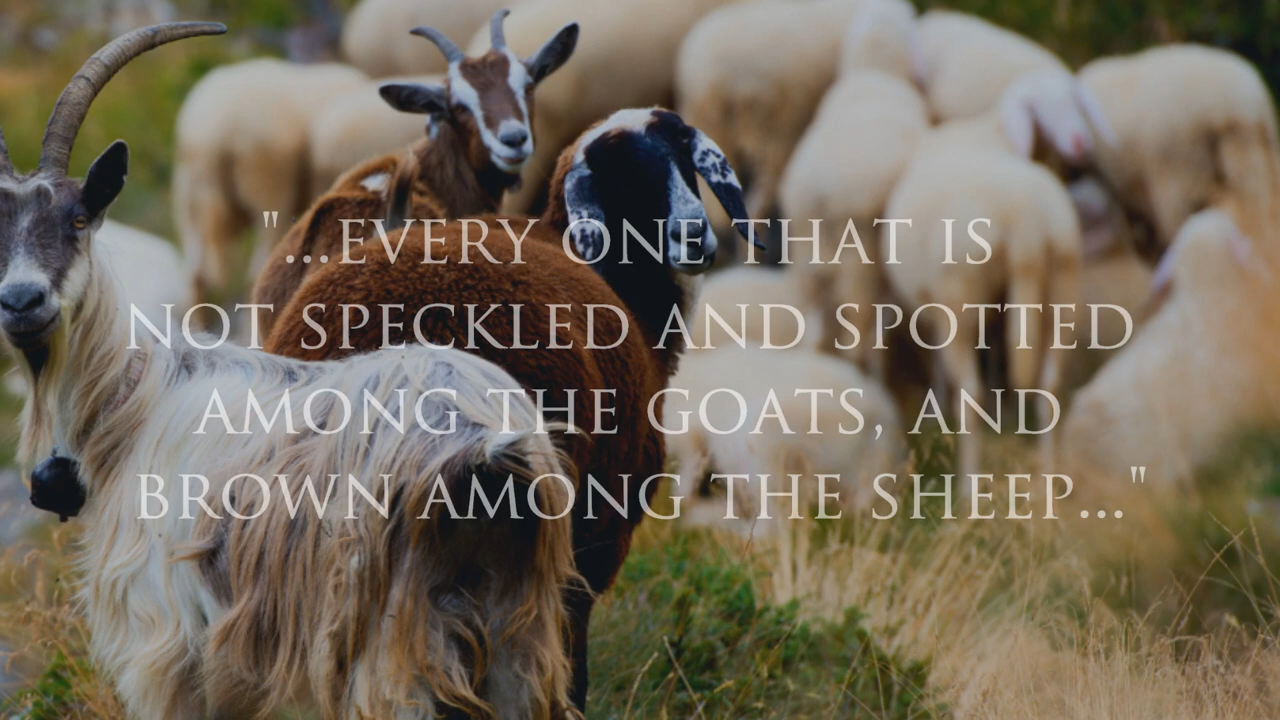 "...EVERY ONE THAT IS
NOT SPECKLED AND SPOTTED
AMONG THE GOATS, AND
BROWN AMONG THE SHEEP..."